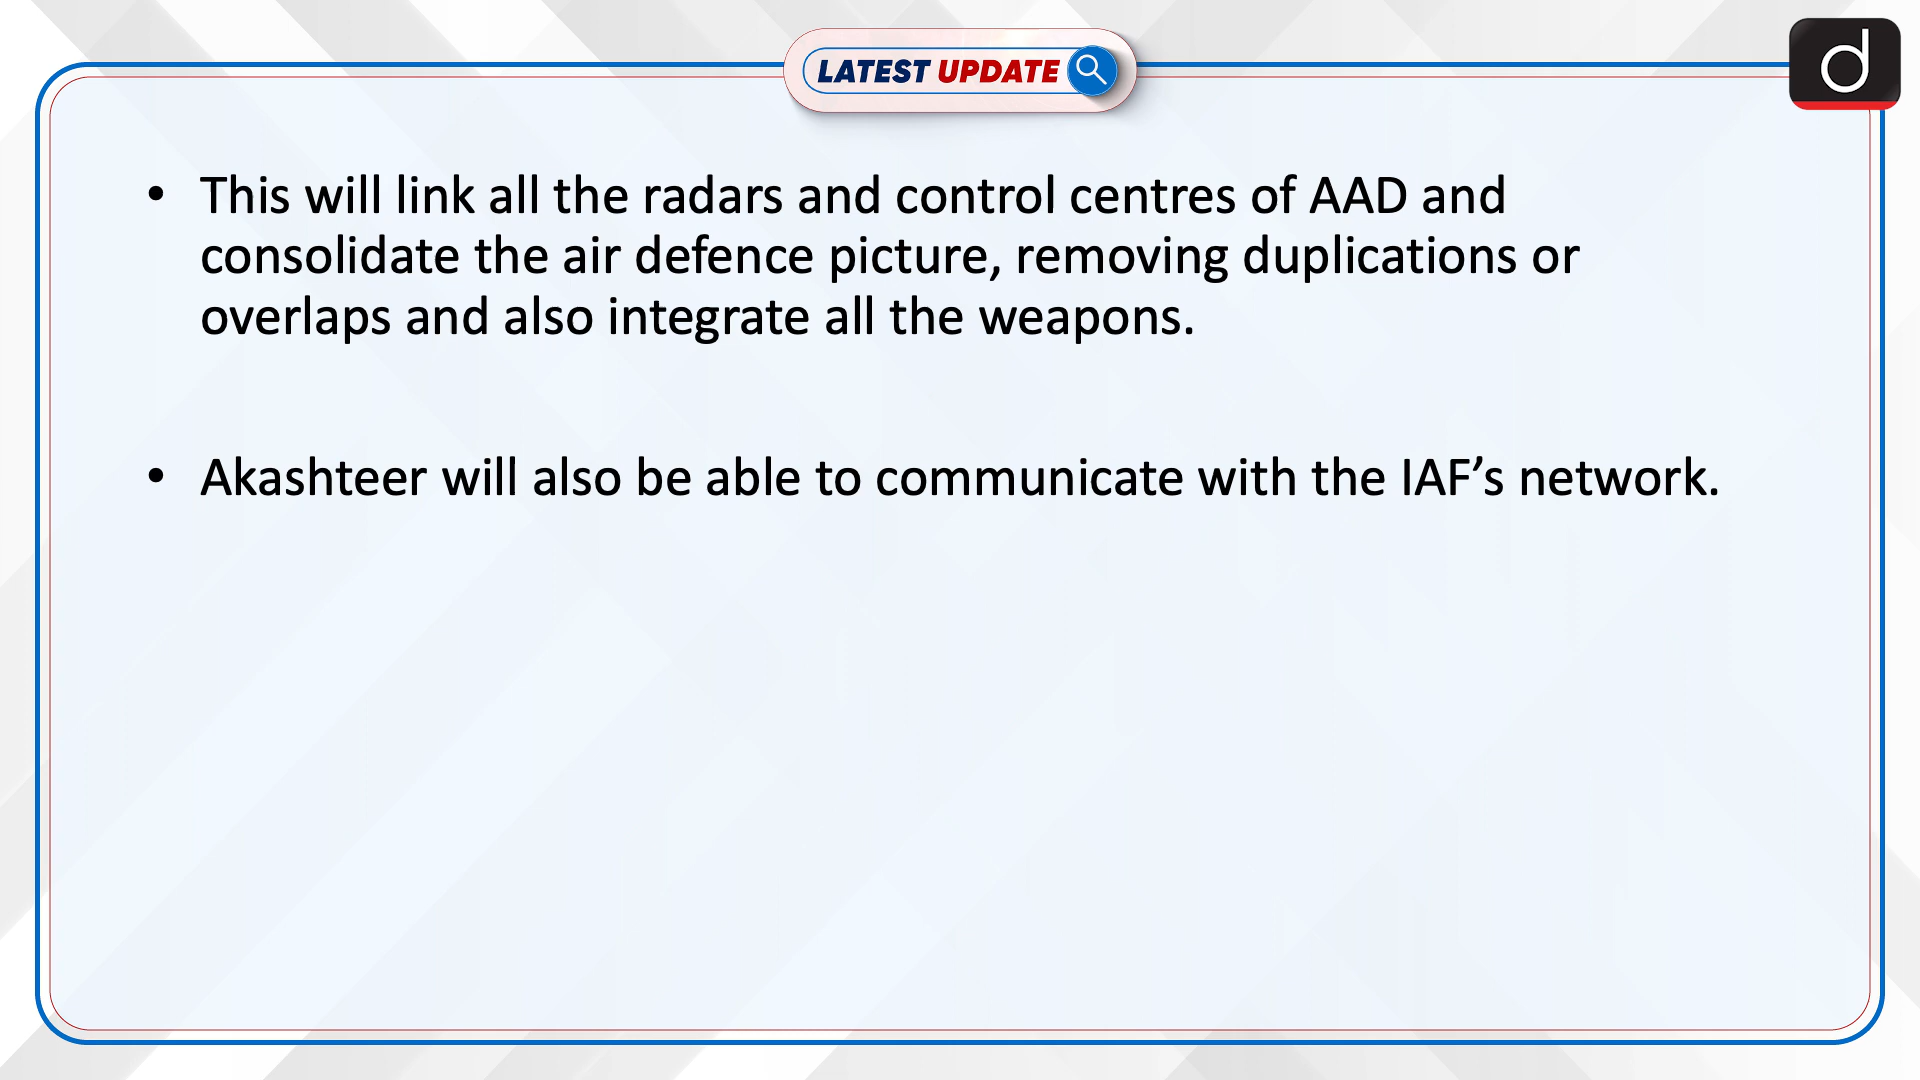 LATEST UPDATE
d
• This will link all the radars and control centres of AAD and
consolidate the air defence picture, removing duplications or
overlaps and also integrate all the weapons.
• Akashteer will also be able to communicate with the IAF’s network.